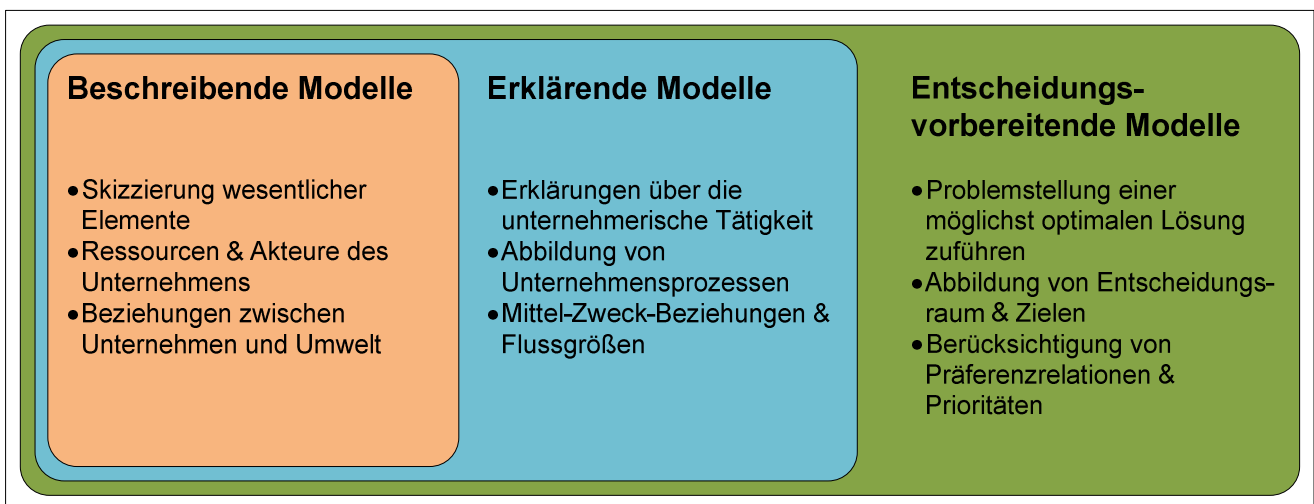 Beschreibende Modelle
•Skizzierung wesentlicher
Elemente
•Ressourcen & Akteure des
Unternehmens
•Beziehungen zwischen
Unternehmen und Umwelt
Erklärende Modelle
•Erklärungen über die
unternehmerische Tätigkeit
•Abbildung von
Unternehmensprozessen
•Mittel-Zweck-Beziehungen &
Flussgrößen
Entscheidungs-
vorbereitende Modelle
•Problemstellung einer
möglichst optimalen Lösung
zuführen
•Abbildung von Entscheidungs-
raum & Zielen
•Berücksichtigung von
Präferenzrelationen &
Prioritäten